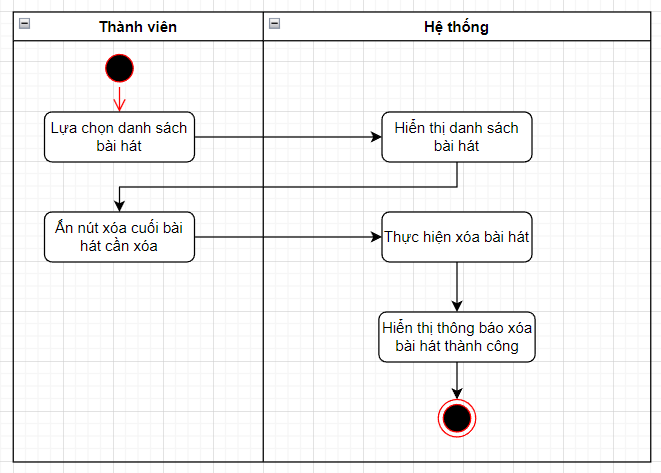 Thành viên
Hệ thống
Lựa chọn danh sách
bài hát
Hiển thị danh sách
bài hát
Ấn nút xóa cuối bài
hát cần xóa
Thực hiện xóa bài hát
Hiển thị thông báo xóa
bài hát thành công